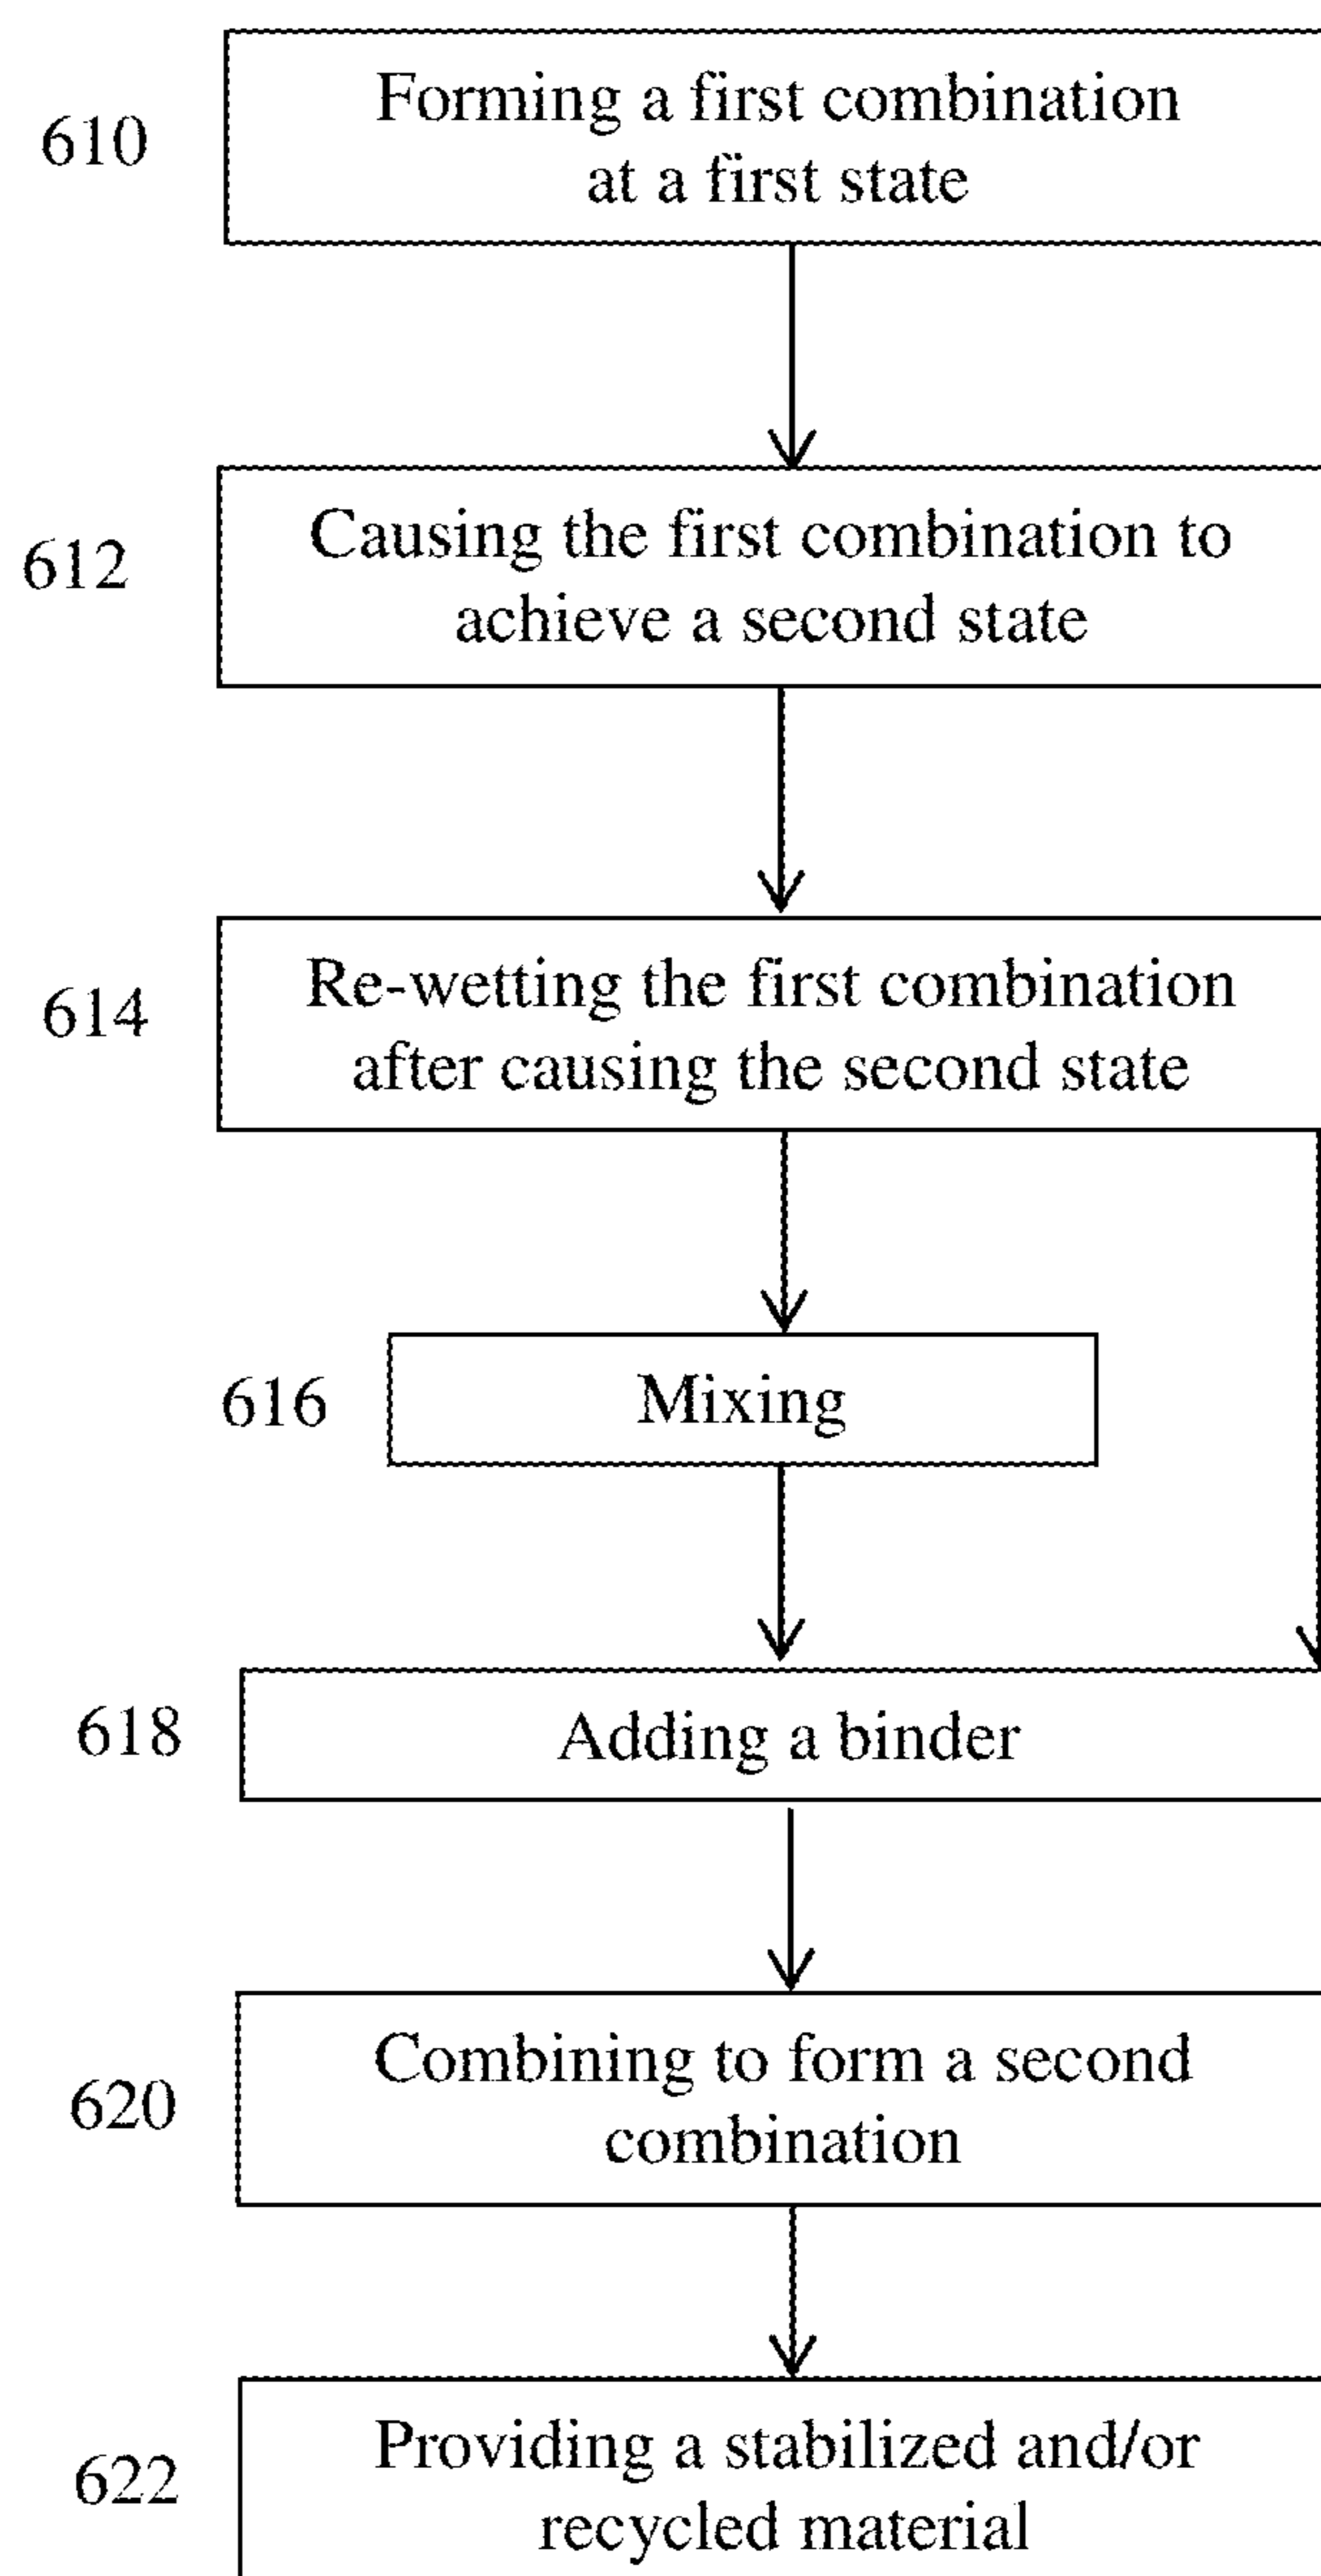 610
Forming a first combination
at a first state
612
Causing the first combination to
achieve a second state
614
Re-wetting the first combination
after causing the second state
616
Mixing
618
Adding a binder
620
Combining to form a second
combination
622
Providing a stabilized and/or
recycled material